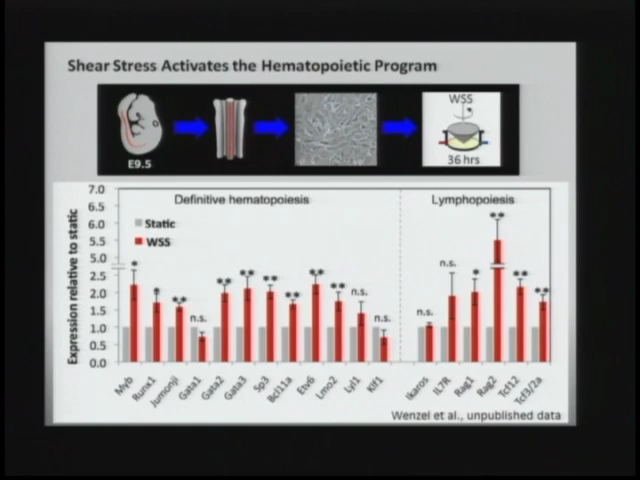 Shear Stress Activates the Hematopoietic Program
WSS
E9.5
36 hrs
Expression relative to static
7.0
6.5
6.0
5.5
5.0
2.5
2.0
1.5
1.0
0.5
0.0
Definitive hematopoiesis
Lymphopoiesis
Static
WSS
*
*
**
n.s.
**
**
**
**
**
**
n.s.
n.s.
n.s.
n.s.
*
**
**
**
Myb
Runx1
Jumonji
Gata1
Gata2
Gata3
Sp3
Bcl11a
Etv6
Lmo2
Lyl1
Klf1
Ikaros
IL7R
Rag1
Rag2
Tcf12
Tcf3/2a
Wenzel et al., unpublished data